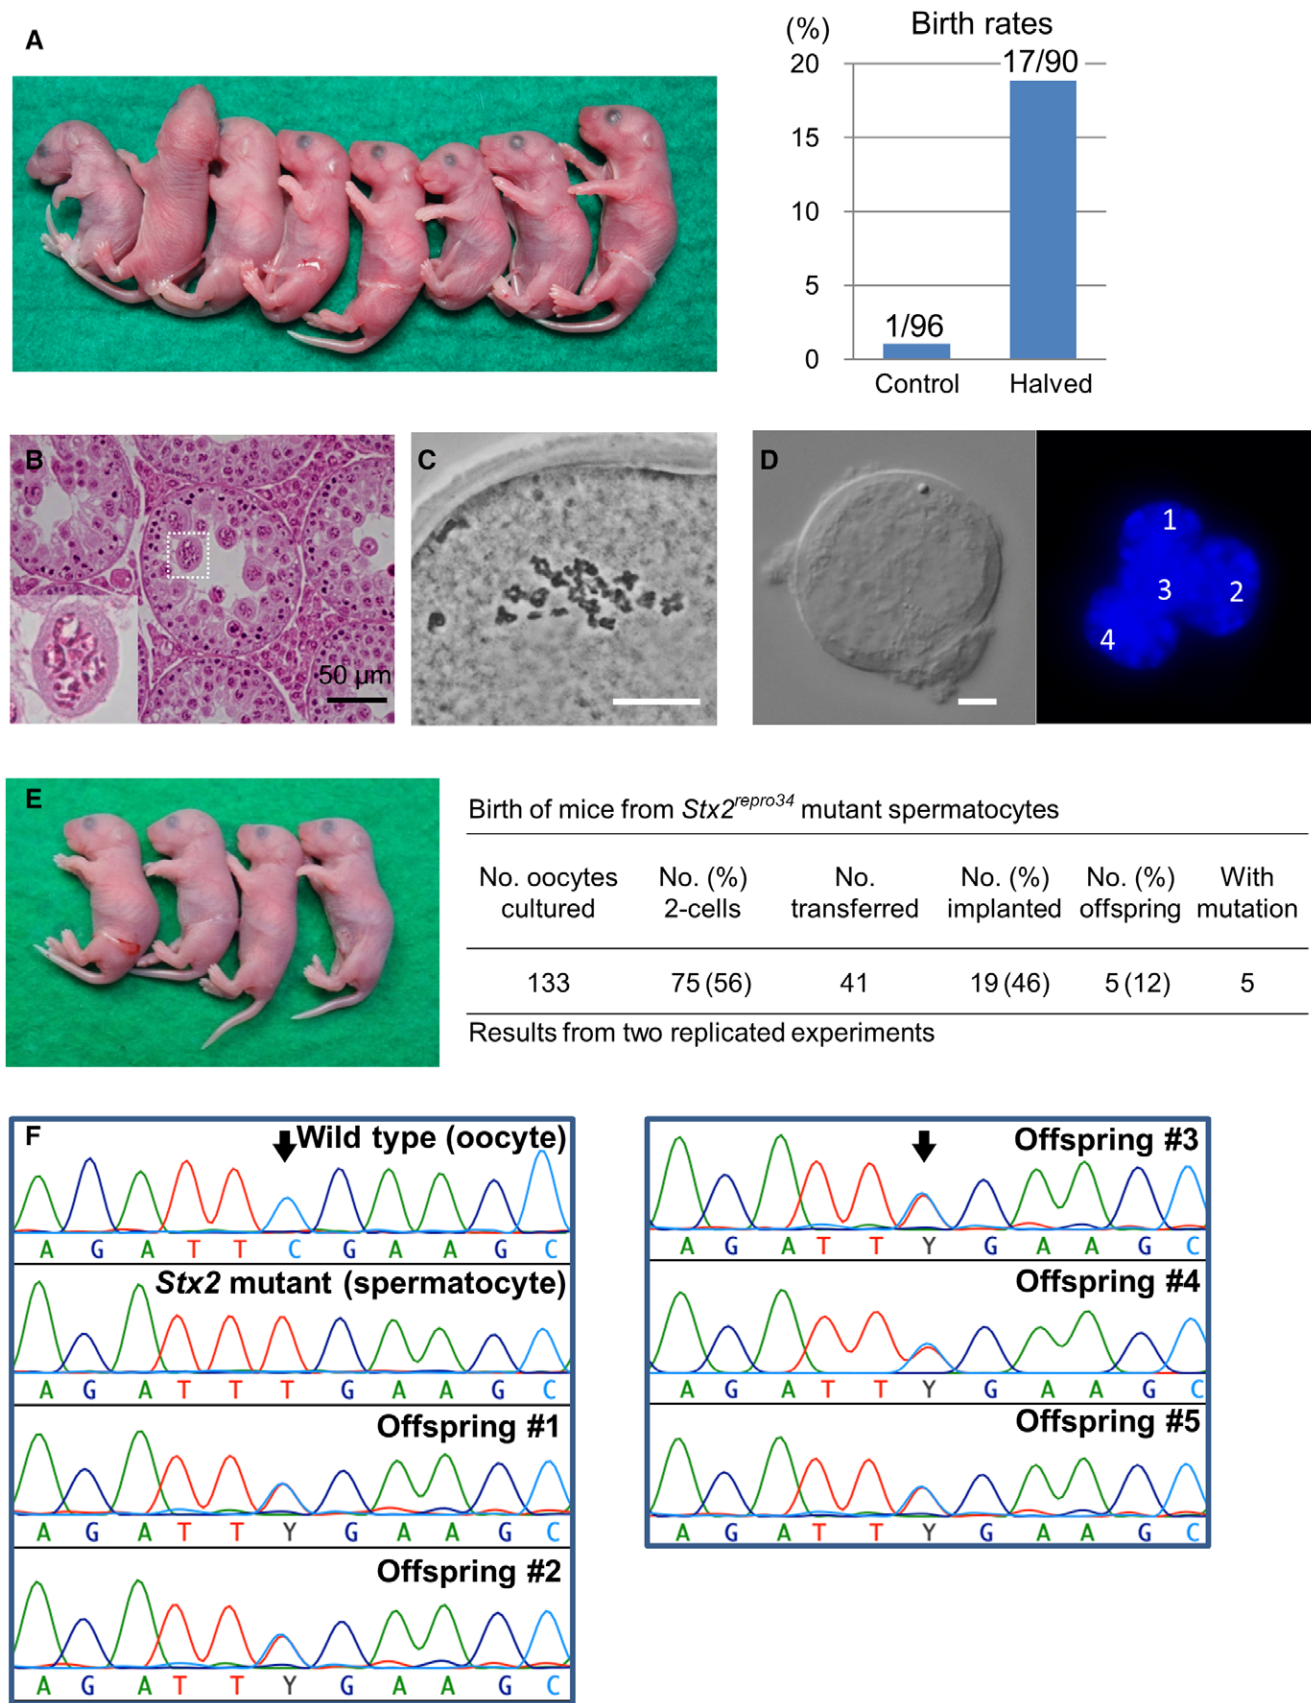 A
(%)
Birth rates
20
17/90
15
10
5
1/96
0
Control
Halved
B
50 µm
C
D
1
2
3
4
E
Birth of mice from Stx2repro34 mutant spermatocytes
No. oocytes cultured
No. (%) 2-cells
No. transferred
No. (%) implanted
No. (%) offspring
With mutation
133
75 (56)
41
19 (46)
5 (12)
5
Results from two replicated experiments
F
Wild type (oocyte)
A G A T T C G A A G C
Stx2 mutant (spermatocyte)
A G A T T T G A A G C
Offspring #1
A G A T T Y G A A G C
Offspring #2
A G A T T Y G A A G C
Offspring #3
A G A T T Y G A A G C
Offspring #4
A G A T T Y G A A G C
Offspring #5
A G A T T Y G A A G C